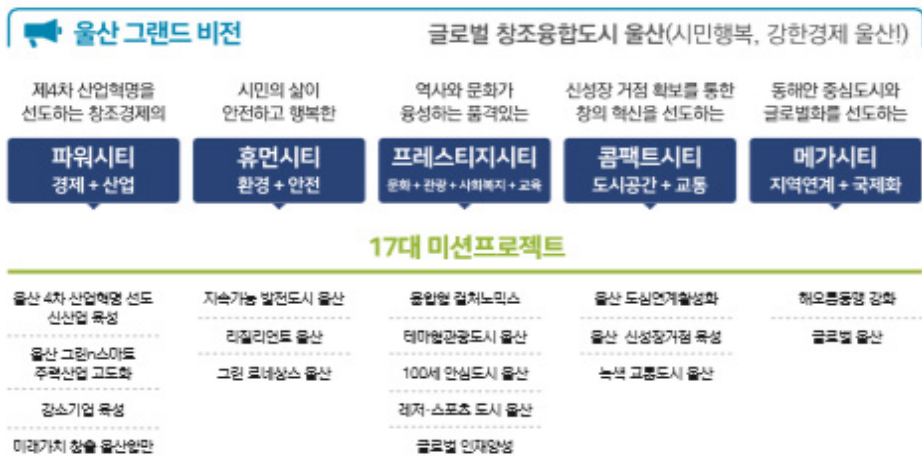 울산 그랜드 비전
글로벌 창조융합도시 울산(시민행복, 강한경제 울산!)
제4차 산업혁명을
선도하는 창조경제의
파워시티
경제 + 산업
시민의 삶이
안전하고 행복한
휴먼시티
환경 + 안전
역사와 문화가
융성하는 품격있는
프레스티지시티
문화 + 관광 + 사회복지 + 교육
신성장 거점 확보를 통한
창의 혁신을 선도하는
콤팩트시티
도시공간 + 교통
동해안 중심도시와
글로벌화를 선도하는
메가시티
지역연계 + 국제화
17대 미션프로젝트
울산 4차 산업혁명 선도
신산업 육성
울산 그린n스마트
주력산업 고도화
강소기업 육성
미래가치 창출 울산항만
지속가능 발전도시 울산
리질리언트 울산
그린 르네상스 울산
융합형 컬처노믹스
테마형관광도시 울산
100세 안심도시 울산
레저·스포츠 도시 울산
글로벌 인재양성
울산 도심연계활성화
울산 신성장거점 육성
녹색 교통도시 울산
해오름동맹 강화
글로벌 울산